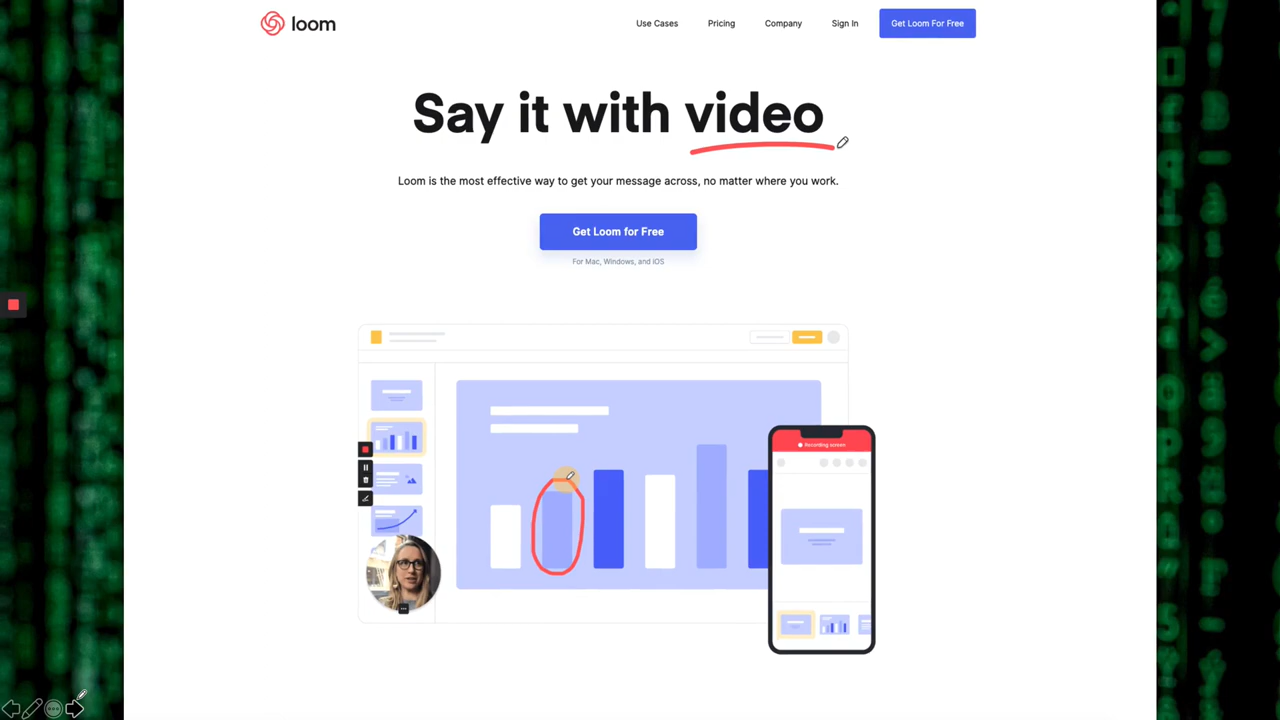 loom
Use Cases
Pricing
Company
Sign In
Get Loom For Free
Say it with video
Loom is the most effective way to get your message across, no matter where you work.
Get Loom for Free
For Mac, Windows, and iOS
Recording screen